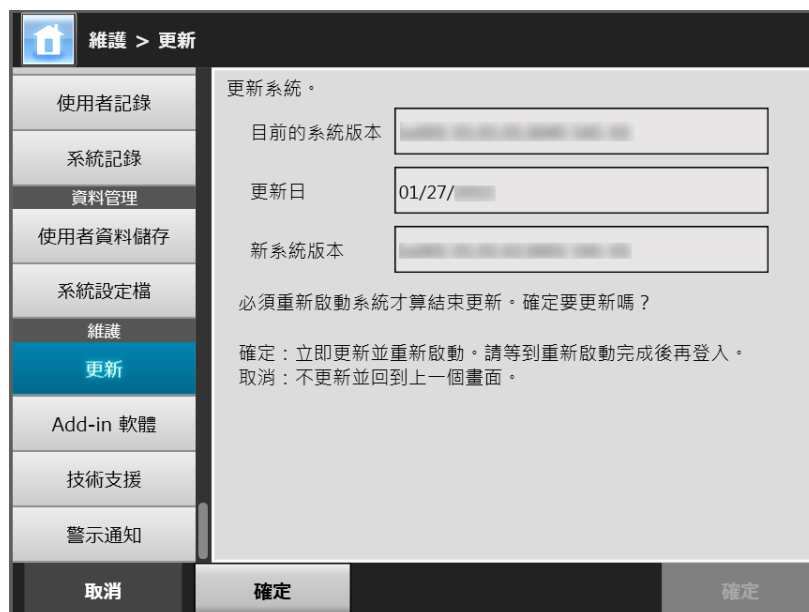 維護 > 更新
使用者記錄
系統記錄
資料管理
使用者資料儲存
系統設定檔
維護
更新
Add-in 軟體
技術支援
警示通知
更新系統。
目前的系統版本
更新日 01/27/
新系統版本
必須重新啟動系統才算結束更新。確定要更新嗎？
確定：立即更新並重新啟動。請等到重新啟動完成後再登入。
取消：不更新並回到上一個畫面。
取消 確定 確定